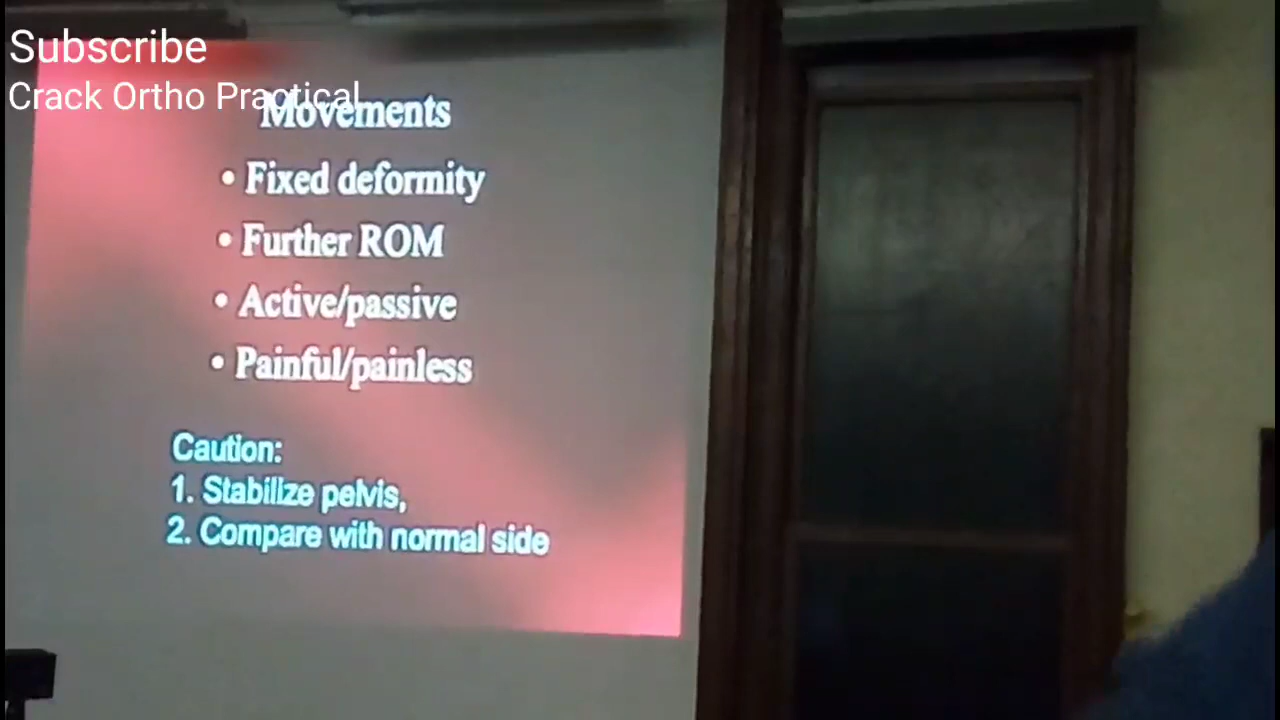 Subscribe
Crack Ortho Practical
Movements
• Fixed deformity
• Further ROM
• Active/passive
• Painful/painless
Caution:
1. Stabilize pelvis,
2. Compare with normal side